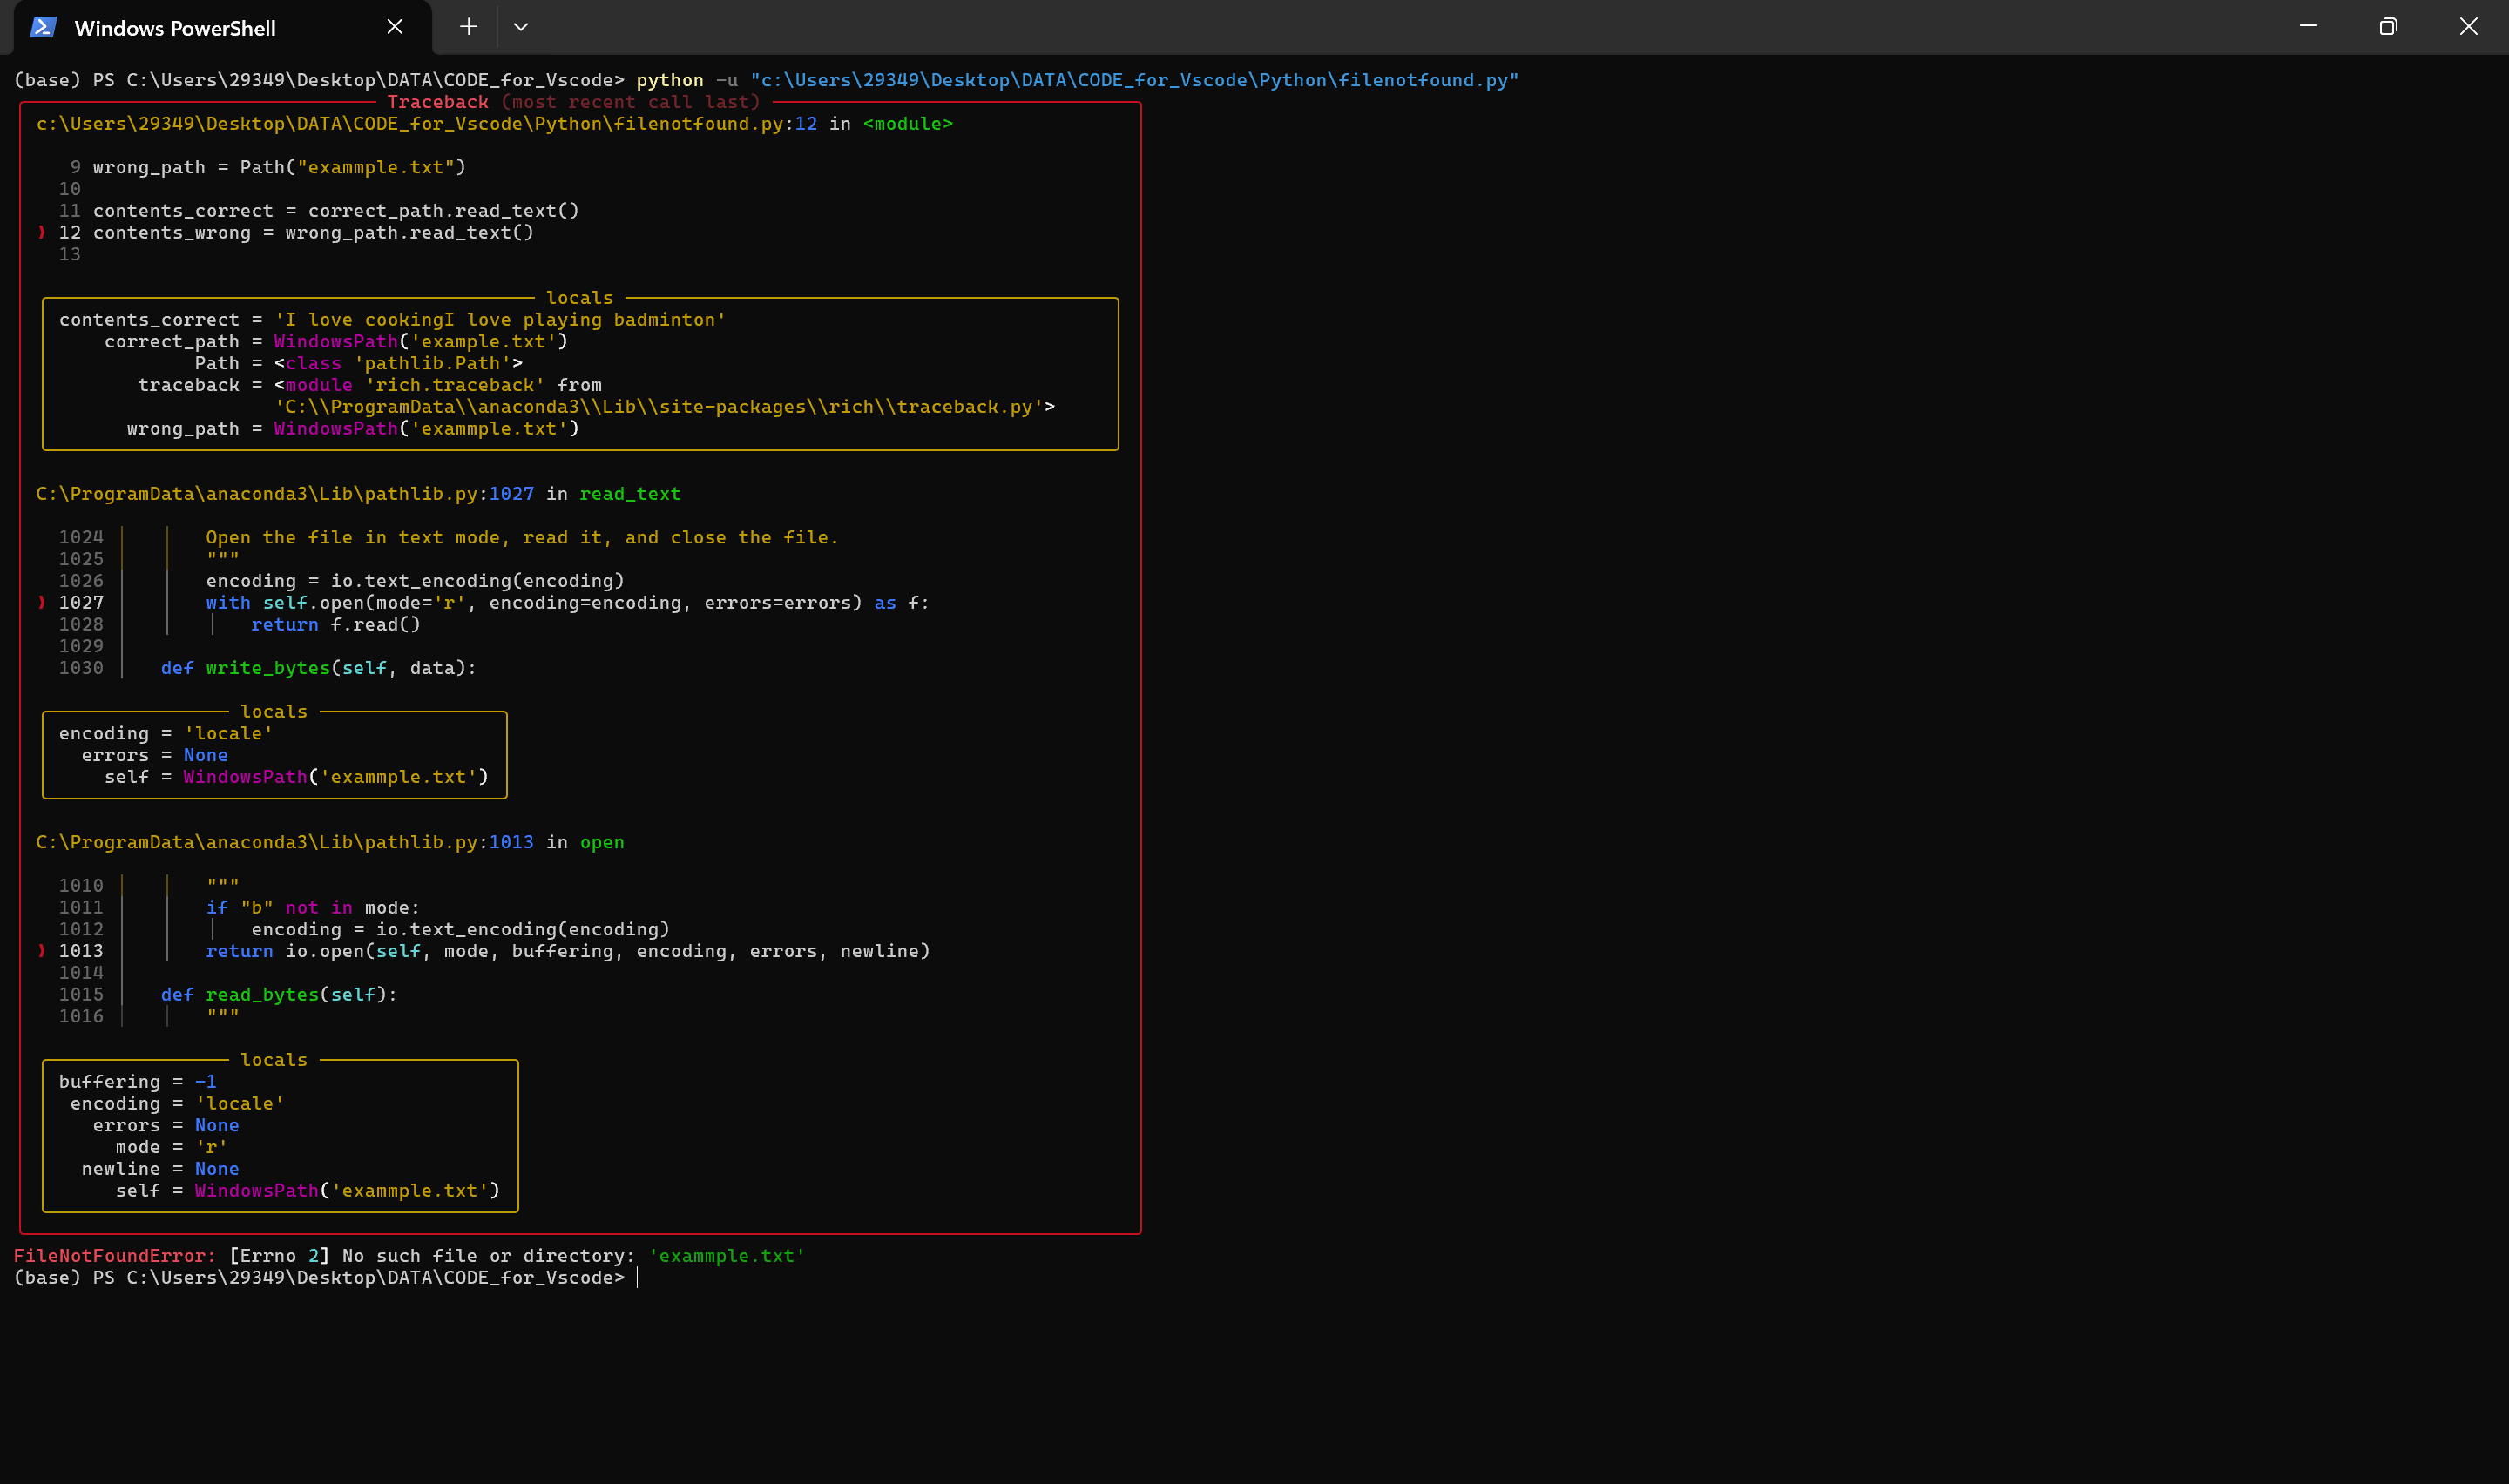 Windows PowerShell
(base) PS C:\Users\29349\Desktop\DATA\CODE_for_Vscode> python -u "c:\Users\29349\Desktop\DATA\CODE_for_Vscode\Python\filenotfound.py"
Traceback (most recent call last)
c:\Users\29349\Desktop\DATA\CODE_for_Vscode\Python\filenotfound.py:12 in <module>
9 wrong_path = Path("exammple.txt")
10
11 contents_correct = correct_path.read_text()
❱ 12 contents_wrong = wrong_path.read_text()
13
locals
contents_correct = 'I love cookingI love playing badminton'
correct_path = WindowsPath('example.txt')
Path = <class 'pathlib.Path'>
traceback = <module 'rich.traceback' from
'C:\\ProgramData\\anaconda3\\Lib\\site-packages\\rich\\traceback.py'>
wrong_path = WindowsPath('exammple.txt')
C:\ProgramData\anaconda3\Lib\pathlib.py:1027 in read_text
1024 Open the file in text mode, read it, and close the file.
1025 """
1026 encoding = io.text_encoding(encoding)
❱ 1027 with self.open(mode='r', encoding=encoding, errors=errors) as f:
1028 return f.read()
1029
1030 def write_bytes(self, data):
locals
encoding = 'locale'
errors = None
self = WindowsPath('exammple.txt')
C:\ProgramData\anaconda3\Lib\pathlib.py:1013 in open
1010 """
1011 if "b" not in mode:
1012 encoding = io.text_encoding(encoding)
❱ 1013 return io.open(self, mode, buffering, encoding, errors, newline)
1014
1015 def read_bytes(self):
1016 """
locals
buffering = -1
encoding = 'locale'
errors = None
mode = 'r'
newline = None
self = WindowsPath('exammple.txt')
FileNotFoundError: [Errno 2] No such file or directory: 'exammple.txt'
(base) PS C:\Users\29349\Desktop\DATA\CODE_for_Vscode>